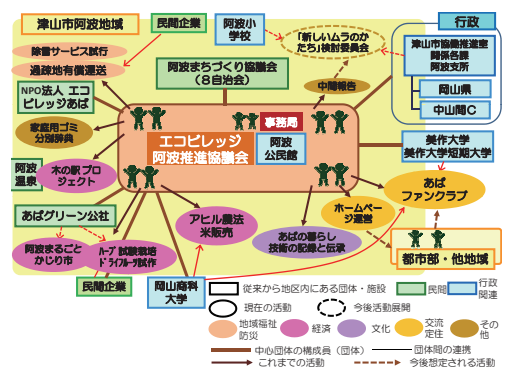 津山市阿波地域
民間企業
阿波小
学校
「新しいムラのか
たち」検討委員会
行政
除雪サービス試行
過疎地有償運送
阿波まちづくり協議会
（８自治会）
津山市協働推進室
関係各課
阿波支所
NPO法人 エコ
ビレッジあば
中間報告
岡山県
中山間C
家庭用ゴミ
分別辞典
事務局
エコビレッジ
阿波推進協議会
阿波
公民館
美作大学
美作大学短期大学
阿波
温泉
木の駅プロ
ジェクト
あば
ファンクラブ
あばグリーン公社
アヒル農法
米販売
ホームペー
ジ運営
阿波まるごと
かじり市
ﾊｰﾌﾞ試験栽培
ﾄﾞﾗｲﾌﾙｰﾂ試作
あばの暮らし
技術の記録と伝承
都市部・他地域
民間企業
岡山商科
大学
従来から地区内にある団体・施設
民間
行政
関連
現在の活動
今後活動展開
地域福祉
防災
経済
文化
交流
定住
その
他
中心団体の構成員（団体）
団体間の連携
これまでの活動
今後想定される活動